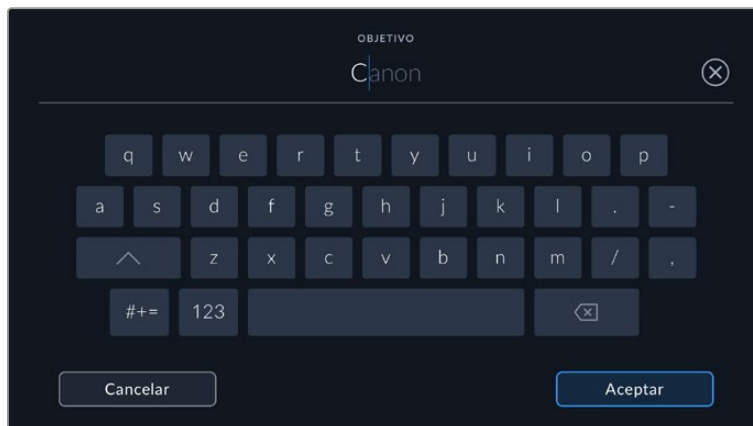 OBJETIVO
Canon
q w e r t y u i o p
a s d f g h j k l . -
z x c v b n m / ,
#+= 123
Cancelar Aceptar